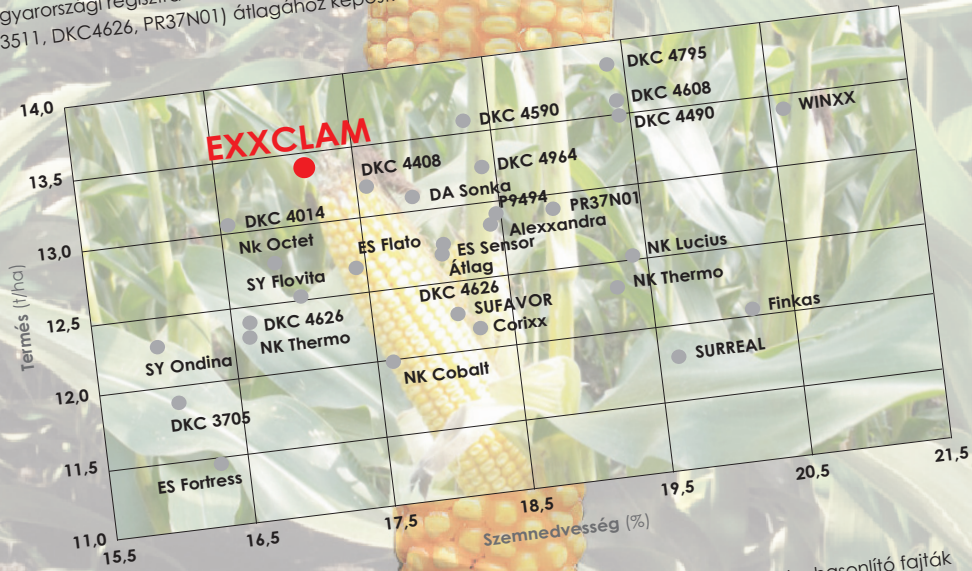 gyarországi regisztrá
3511, DKC4626, PR37N01) átlagához képest
14,0
13,5
13,0
12,5
12,0
11,5
11,0
Termés (t/ha)
DKC 4795
DKC 4608
DKC 4490
WINXX
DKC 4590
EXXCLAM
DKC 4408
DKC 4964
DA Sonka
P9494
PR37N01
Alexxandra
DKC 4014
Nk Octet
ES Flato
ES Sensor
Átlag
NK Lucius
SY Flovita
NK Thermo
DKC 4626
SUFAVOR
Corixx
Finkas
DKC 4626
NK Thermo
SURREAL
SY Ondina
NK Cobalt
DKC 3705
ES Fortress
15,5
16,5
17,5
18,5
19,5
20,5
21,5
Szemnedvesség (%)
hasonlító fajták